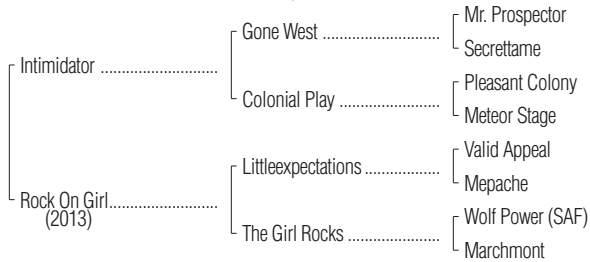 Mr. Prospector
Gone West ........................
Secrettame
Intimidator ........................
Pleasant Colony
Colonial Play ....................
Meteor Stage
Valid Appeal
Littleexpectations ...............
Mepache
Rock On Girl......................
(2013)
Wolf Power (SAF)
The Girl Rocks ...................
Marchmont